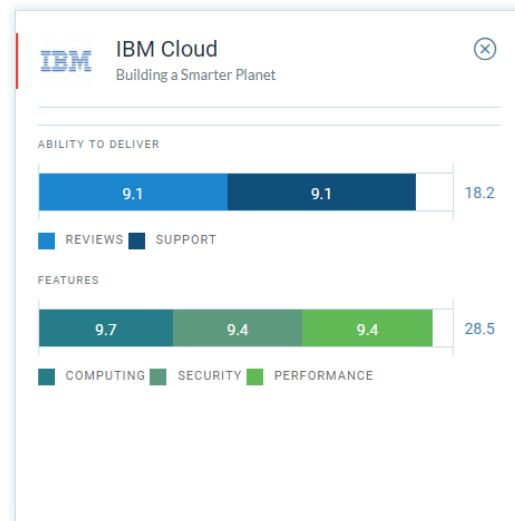 IBM
IBM Cloud
Building a Smarter Planet
ABILITY TO DELIVER
9.1 9.1 18.2
REVIEWS SUPPORT
FEATURES
9.7 9.4 9.4 28.5
COMPUTING SECURITY PERFORMANCE